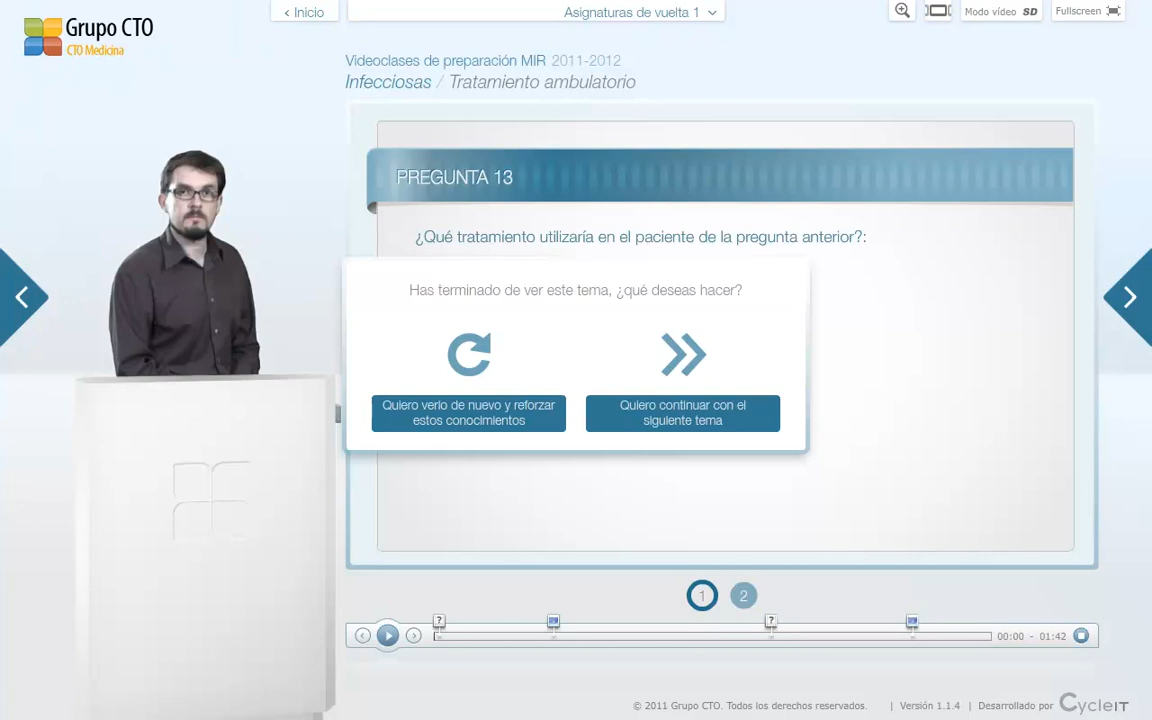 Grupo CTO
CTO Medicina
‹ Inicio
Asignaturas de vuelta 1
Modo vídeo SD
Fullscreen
Videoclases de preparación MIR 2011-2012
Infecciosas / Tratamiento ambulatorio
PREGUNTA 13
¿Qué tratamiento utilizaría en el paciente de la pregunta anterior?:
Has terminado de ver este tema, ¿qué deseas hacer?
Quiero verlo de nuevo y reforzar
estos conocimientos
Quiero continuar con el
siguiente tema
1
2
?
?
00:00 - 01:42
© 2011 Grupo CTO. Todos los derechos reservados. | Versión 1.1.4 | Desarrollado por CycleIT